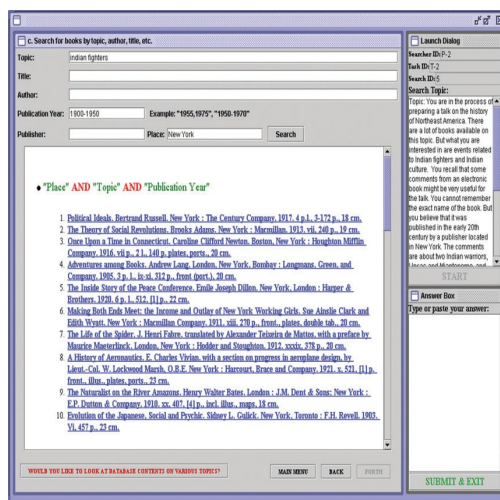 c. Search for books by topic, author, title, etc.
Topic:
indian fighters
Title:
Author:
Publication Year:
1900-1950
Example: "1955,1975", "1950-1970"
Publisher:
Place:
New York
Search
● "Place" AND "Topic" AND "Publication Year"
1. Political Ideals, Bertrand Russell. New York : The Century Company, 1917. 4 p.l., 3-172 p., 18 cm.
2. The Theory of Social Revolutions, Brooks Adams. New York : Macmillan, 1913. vii, 240 p., 19 cm.
3. Once Upon a Time in Connecticut, Caroline Clifford Newton. Boston, New York : Houghton Mifflin
Company, 1916. vii p., 2 l., 140 p. plates, ports., 20 cm.
4. Adventures among Books, Andrew Lang. London, New York, Bombay : Longmans, Green, and
Company, 1905. 3 p. l., ix-xi, 312 p., front (port.), 20 cm.
5. The Inside Story of the Peace Conference, Emile Joseph Dillon. New York, London : Harper &
Brothers, 1920. 6 p. l., 512, [1] p., 22 cm.
6. Making Both Ends Meet: the Income and Outlay of New York Working Girls, Sue Ainslie Clark and
Edith Wyatt. New York : Macmillan Company, 1911. xiii, 270 p., front., plates, double tab., 20 cm.
7. The Life of the Spider, J. Henri Fabre, translated by Alexander Teixeira de Mattos, with a preface by
Maurice Maeterlinck. London, New York : Hodder and Stoughton, 1912. xxxix, 378 p., 20 cm.
8. A History of Aeronautics, E. Charles Vivian, with a section on progress in aeroplane design, by
Lieut.-Col. W. Lockwood Marsh, O.B.E. New York : Harcourt, Brace and Company, 1921. x, 521, [1] p.,
front., illus., plates, ports., 23 cm.
9. The Naturalist on the River Amazons, Henry Walter Bates. London : J.M. Dent & Sons; New York :
E.P. Dutton & Company, 1910. xx, 407, [4] p., incl. illus., maps, 18 cm.
10. Evolution of the Japanese, Social and Psychic, Sidney L. Gulick. New York, Toronto : F.H. Revell, 1903.
VI, 457 p., 23 cm.
WOULD YOU LIKE TO LOOK AT DATABASE CONTENTS ON VARIOUS TOPICS?
MAIN MENU
BACK
FORTH
Launch Dialog
Searcher ID:P-2
Task ID:T-2
Search ID:5
Search Topic:
Topic: You are in the process of
preparing a talk on the history
of Northeast America. There
are a lot of books available on
this topic. But what you are
interested in are events related
to Indian fighters and Indian
culture. You recall that some
comments from an electronic
book might be very useful for
the talk. You cannot remember
the exact name of the book. But
you believe that it was
published in the early 20th
century by a publisher located
in New York. The comments
are about two indian warriors,
START
Answer Box
Type or paste your answer:
SUBMIT & EXIT